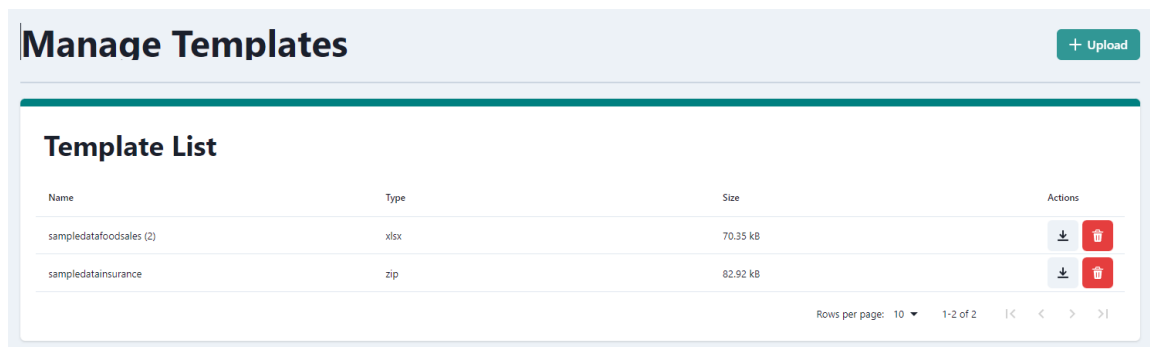 Manage Templates
+ Upload
Template List
Name Type Size Actions
sampledatafoodsales (2) xlsx 70.35 kB
sampledatainsurance zip 82.92 kB
Rows per page: 10 1-2 of 2